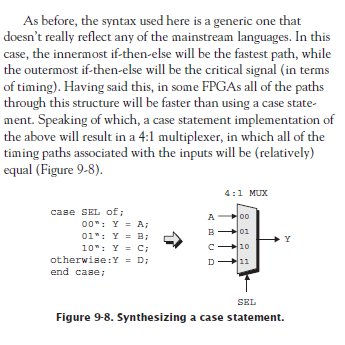 As before, the syntax used here is a generic one that
doesn't really reflect any of the mainstream languages. In this
case, the innermost if-then-else will be the fastest path, while
the outermost if-then-else will be the critical signal (in terms
of timing). Having said this, in some FPGAs all of the paths
through this structure will be faster than using a case state-
ment. Speaking of which, a case statement implementation of
the above will result in a 4:1 multiplexer, in which all of the
timing paths associated with the inputs will be (relatively)
equal (Figure 9-8).
4:1 MUX
case SEL of;
00": Y = A;
01": Y = B;
10": Y = C;
otherwise:Y = D;
end case;
A 00
B 01
C 10
D 11
Y
SEL
Figure 9-8. Synthesizing a case statement.